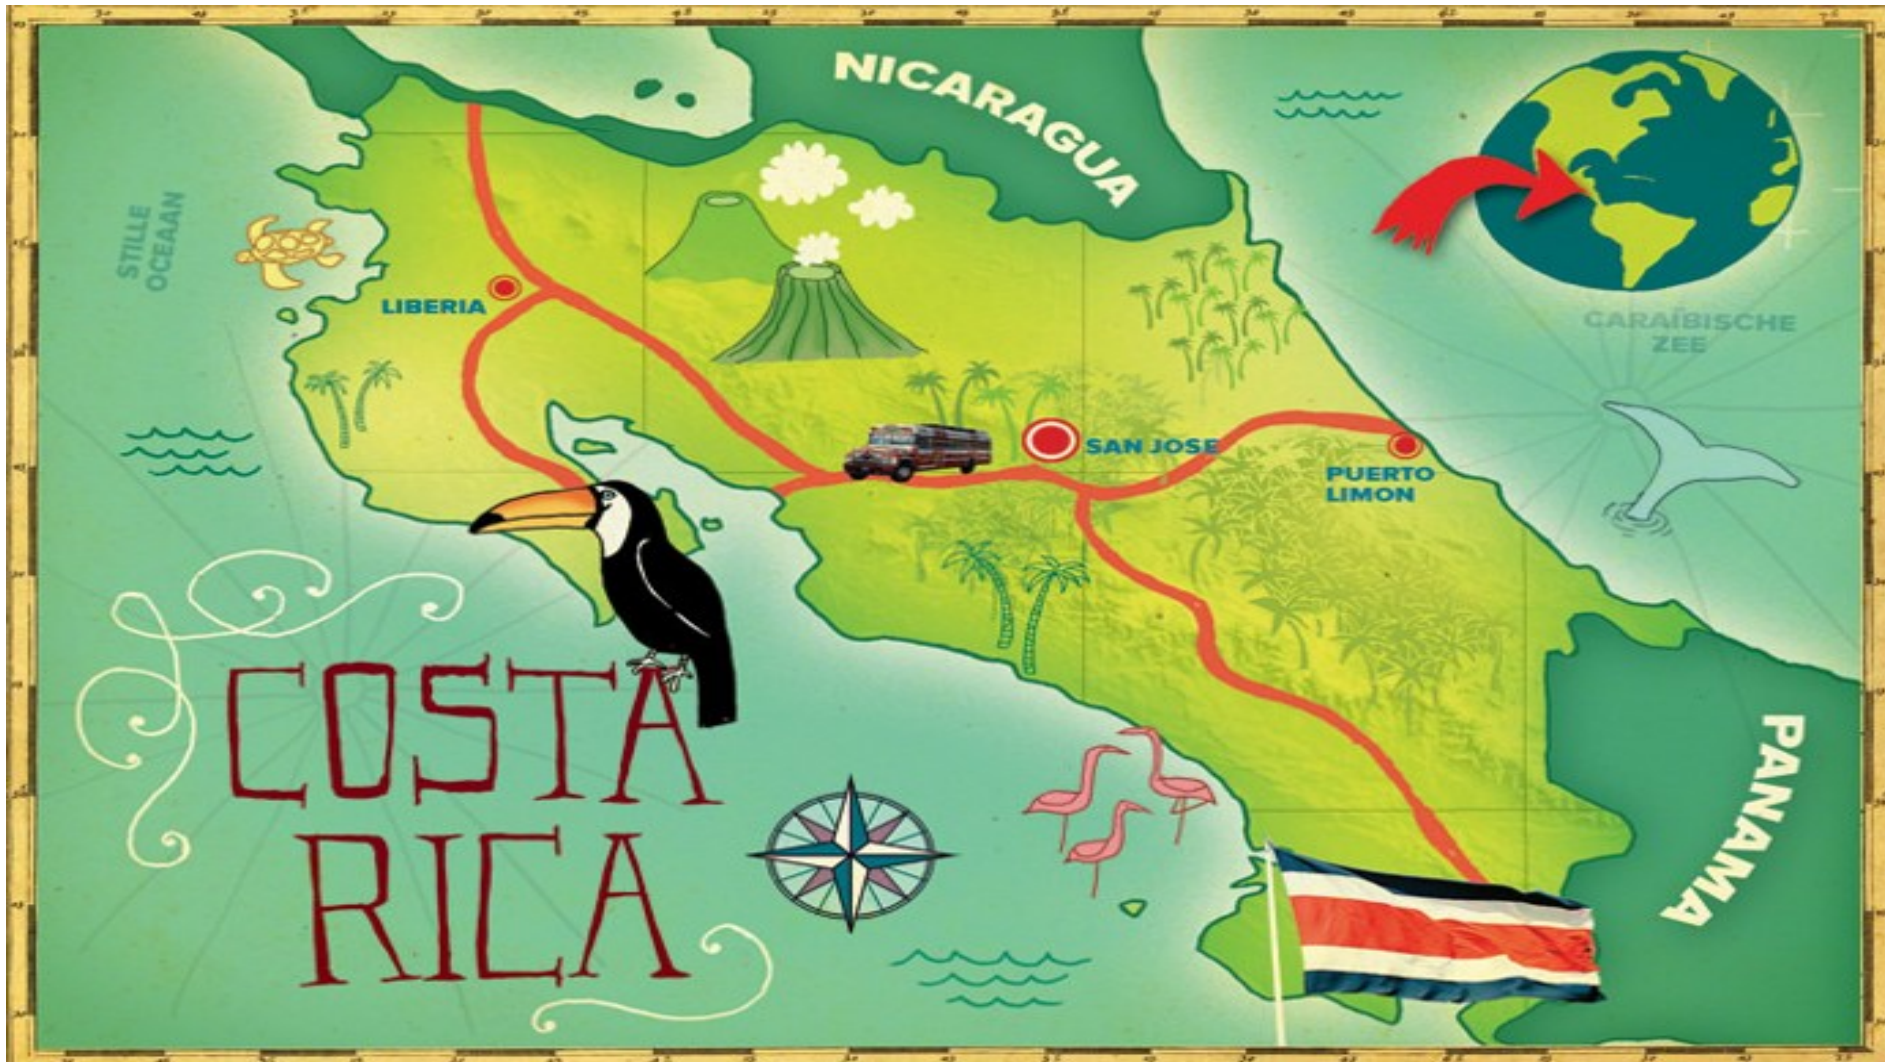 NICARAGUA
STILLE
OCEAAN
LIBERIA
CARAÏBISCHE
ZEE
SAN JOSE
PUERTO
LIMON
COSTA
RICA
PANAMA